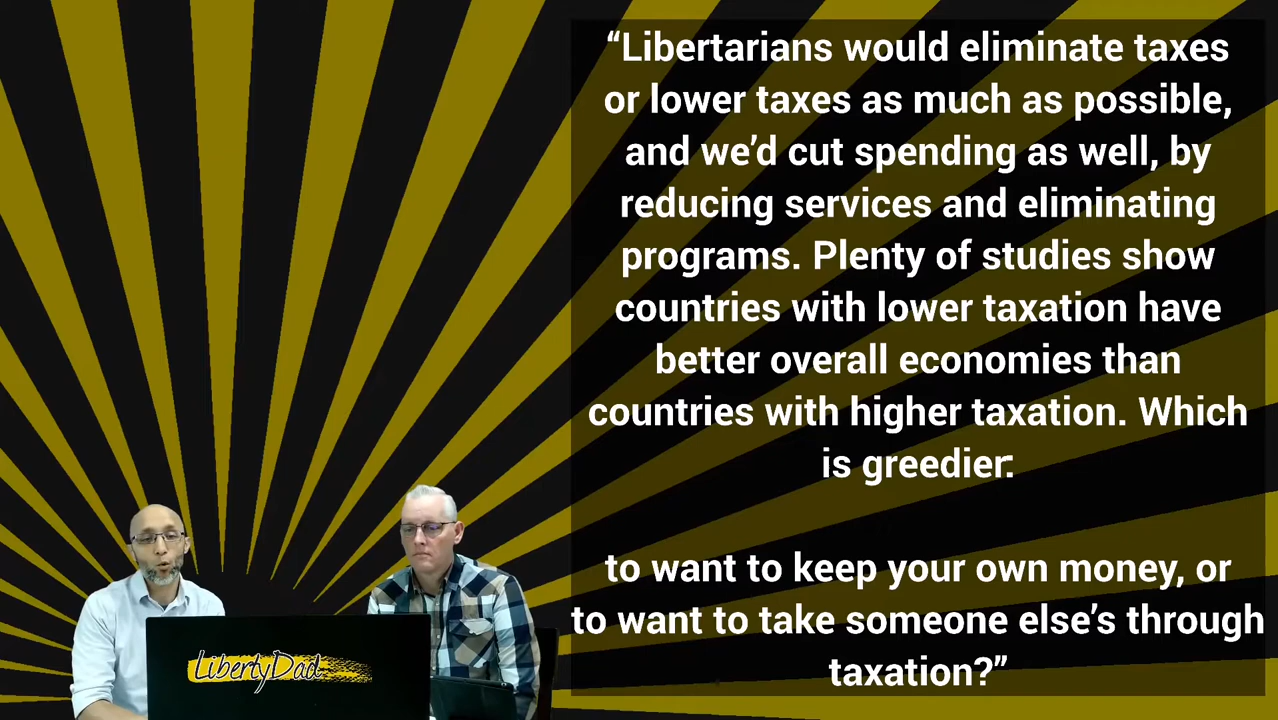 “Libertarians would eliminate taxes
or lower taxes as much as possible,
and we’d cut spending as well, by
reducing services and eliminating
programs. Plenty of studies show
countries with lower taxation have
better overall economies than
countries with higher taxation. Which
is greedier:
to want to keep your own money, or
to want to take someone else’s through
taxation?”
LibertyDad